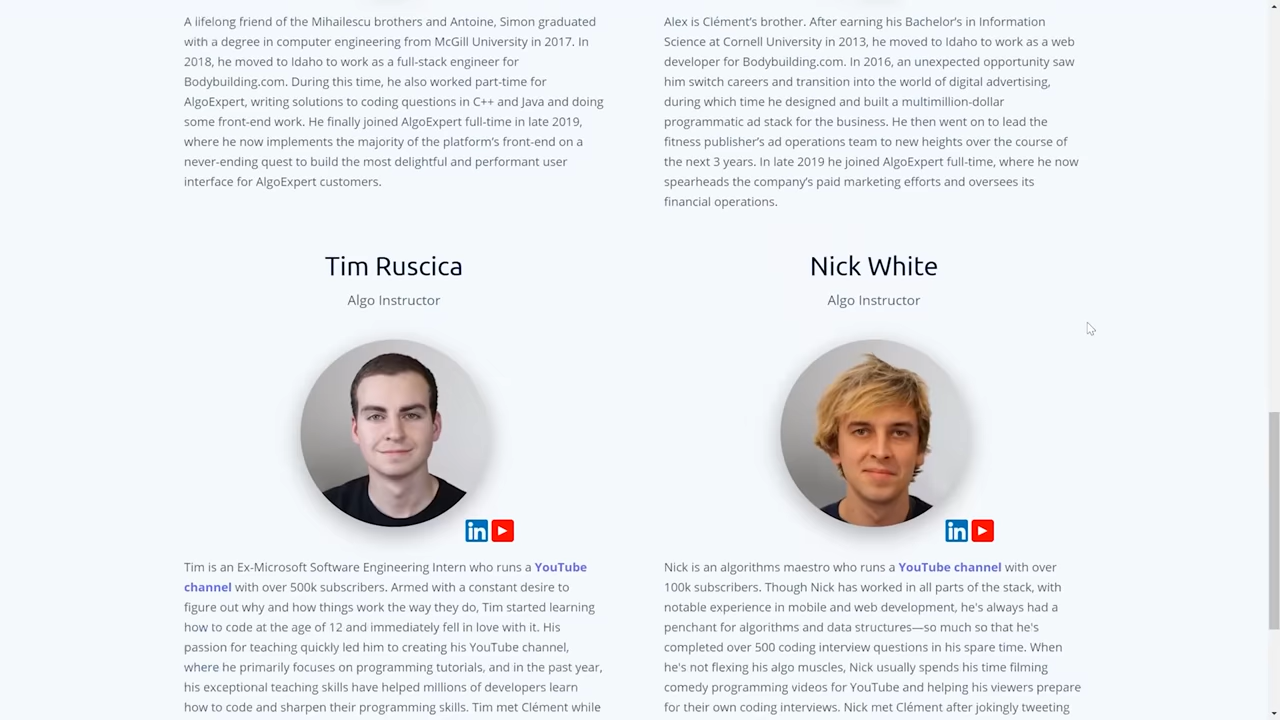 A lifelong friend of the Mihailescu brothers and Antoine, Simon graduated
with a degree in computer engineering from McGill University in 2017. In
2018, he moved to Idaho to work as a full-stack engineer for
Bodybuilding.com. During this time, he also worked part-time for
AlgoExpert, writing solutions to coding questions in C++ and Java and doing
some front-end work. He finally joined AlgoExpert full-time in late 2019,
where he now implements the majority of the platform's front-end on a
never-ending quest to build the most delightful and performant user
interface for AlgoExpert customers.
Alex is Clément's brother. After earning his Bachelor's in Information
Science at Cornell University in 2013, he moved to Idaho to work as a web
developer for Bodybuilding.com. In 2016, an unexpected opportunity saw
him switch careers and transition into the world of digital advertising,
during which time he designed and built a multimillion-dollar
programmatic ad stack for the business. He then went on to lead the
fitness publisher's ad operations team to new heights over the course of
the next 3 years. In late 2019 he joined AlgoExpert full-time, where he now
spearheads the company's paid marketing efforts and oversees its
financial operations.
Tim Ruscica
Algo Instructor
in
Tim is an Ex-Microsoft Software Engineering Intern who runs a YouTube
channel with over 500k subscribers. Armed with a constant desire to
figure out why and how things work the way they do, Tim started learning
how to code at the age of 12 and immediately fell in love with it. His
passion for teaching quickly led him to creating his YouTube channel,
where he primarily focuses on programming tutorials, and in the past year,
his exceptional teaching skills have helped millions of developers learn
how to code and sharpen their programming skills. Tim met Clément while
Nick White
Algo Instructor
in
Nick is an algorithms maestro who runs a YouTube channel with over
100k subscribers. Though Nick has worked in all parts of the stack, with
notable experience in mobile and web development, he's always had a
penchant for algorithms and data structures—so much so that he's
completed over 500 coding interview questions in his spare time. When
he's not flexing his algo muscles, Nick usually spends his time filming
comedy programming videos for YouTube and helping his viewers prepare
for their own coding interviews. Nick met Clément after jokingly tweeting